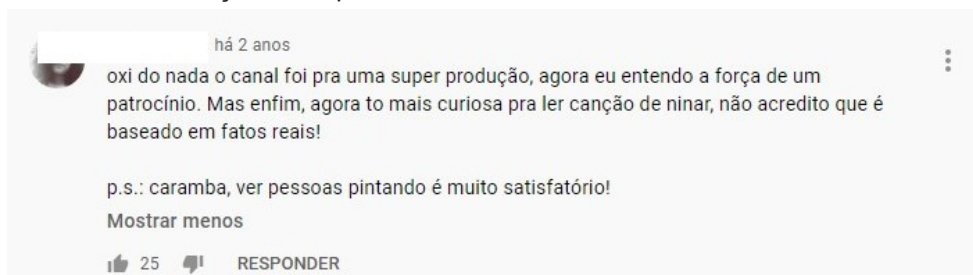 há 2 anos
oxi do nada o canal foi pra uma super produção, agora eu entendo a força de um
patrocínio. Mas enfim, agora to mais curiosa pra ler canção de ninar, não acredito que é
baseado em fatos reais!
p.s.: caramba, ver pessoas pintando é muito satisfatório!
Mostrar menos
25 RESPONDER